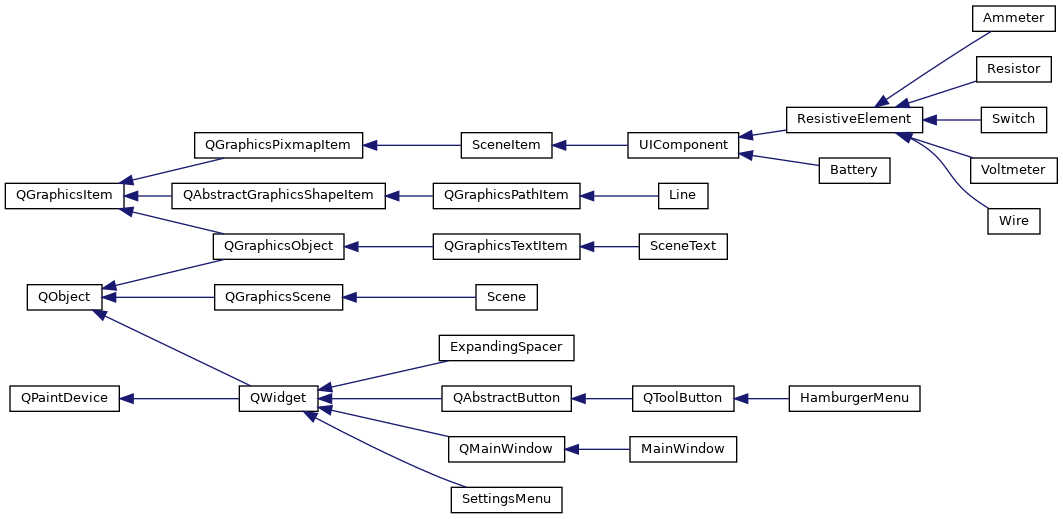 Ammeter
Resistor
ResistiveElement
Switch
QGraphicsPixmapItem
SceneItem
UIComponent
Battery
Voltmeter
QGraphicsItem
QAbstractGraphicsShapeItem
QGraphicsPathItem
Line
Wire
QGraphicsObject
QGraphicsTextItem
SceneText
QObject
QGraphicsScene
Scene
ExpandingSpacer
QPaintDevice
QWidget
QAbstractButton
QToolButton
HamburgerMenu
QMainWindow
MainWindow
SettingsMenu